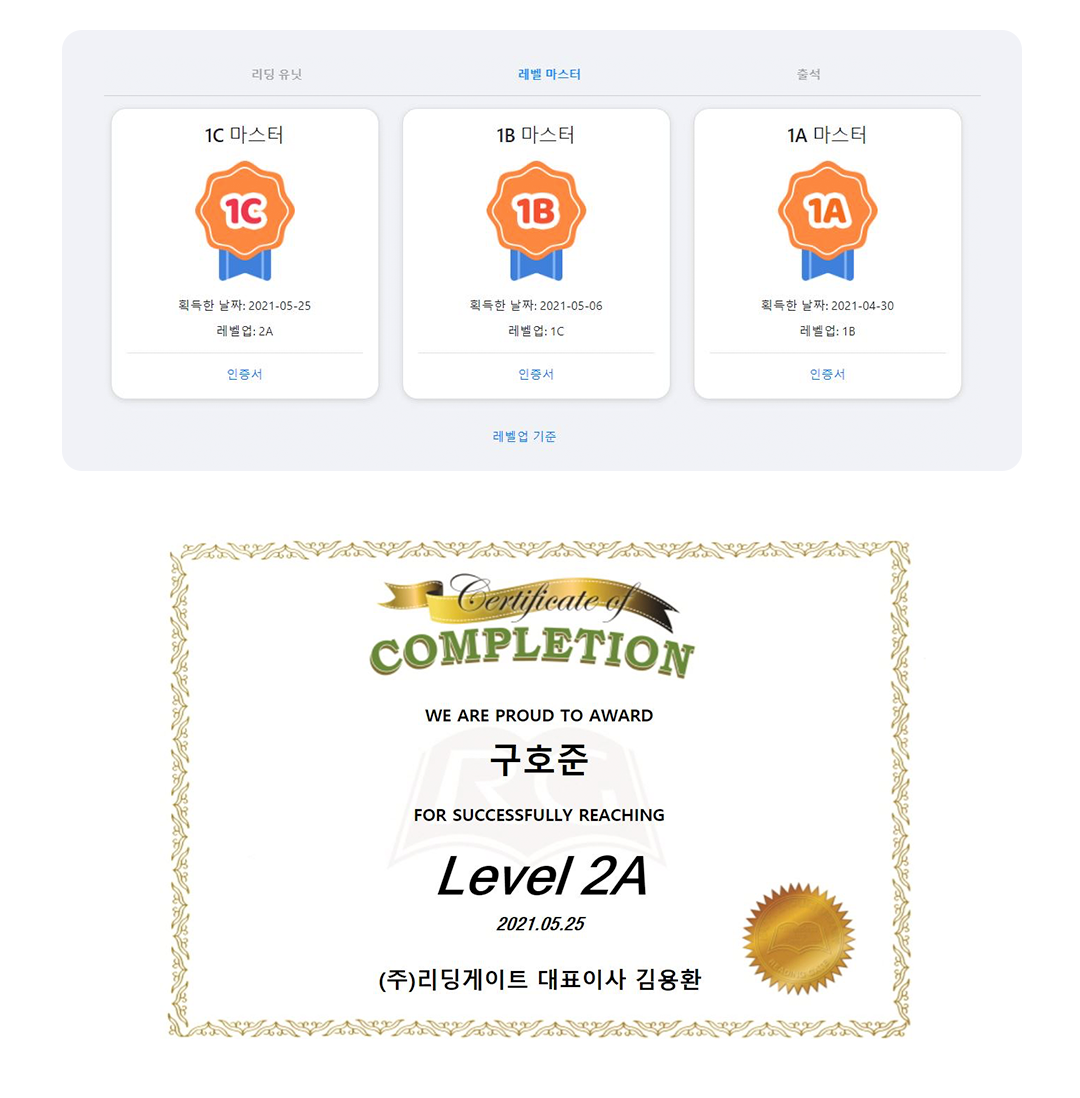 리딩 유닛
레벨 마스터
출석
1C 마스터
1C
획득한 날짜: 2021-05-25
레벨업: 2A
인증서
1B 마스터
1B
획득한 날짜: 2021-05-06
레벨업: 1C
인증서
1A 마스터
1A
획득한 날짜: 2021-04-30
레벨업: 1B
인증서
레벨업 기준
Certificate of
COMPLETION
WE ARE PROUD TO AWARD
구호준
FOR SUCCESSFULLY REACHING
RG
Level 2A
2021.05.25
(주)리딩게이트 대표이사 김용환